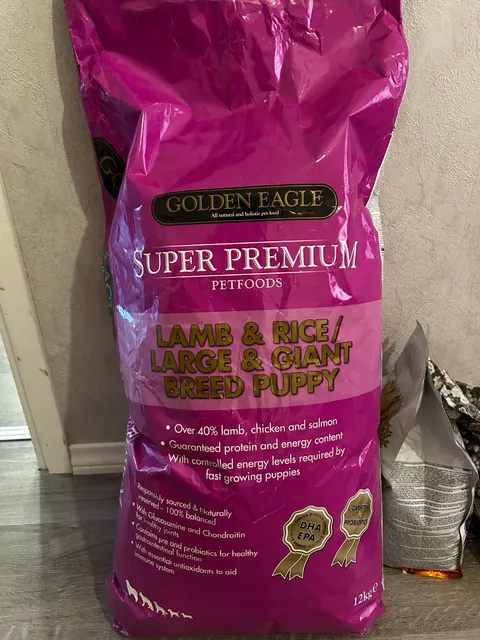 GOLDEN EAGLE
All natural and holistic pet food
SUPER PREMIUM
PETFOODS
LAMB & RICE/
LARGE & GIANT
BREED PUPPY
• Over 40% lamb, chicken and salmon
• Guaranteed protein and energy content
With controlled energy levels required by
fast growing puppies
Responsibly sourced & Naturally
preserved – 100% balanced
• With Glucosamine and Chondroitin
for healthy joints
• Contains pre and probiotics for healthy
gastrointestinal function
• With essential antioxidants to aid
immune system
DHA
EPA
PROBIOTICS
12kg e